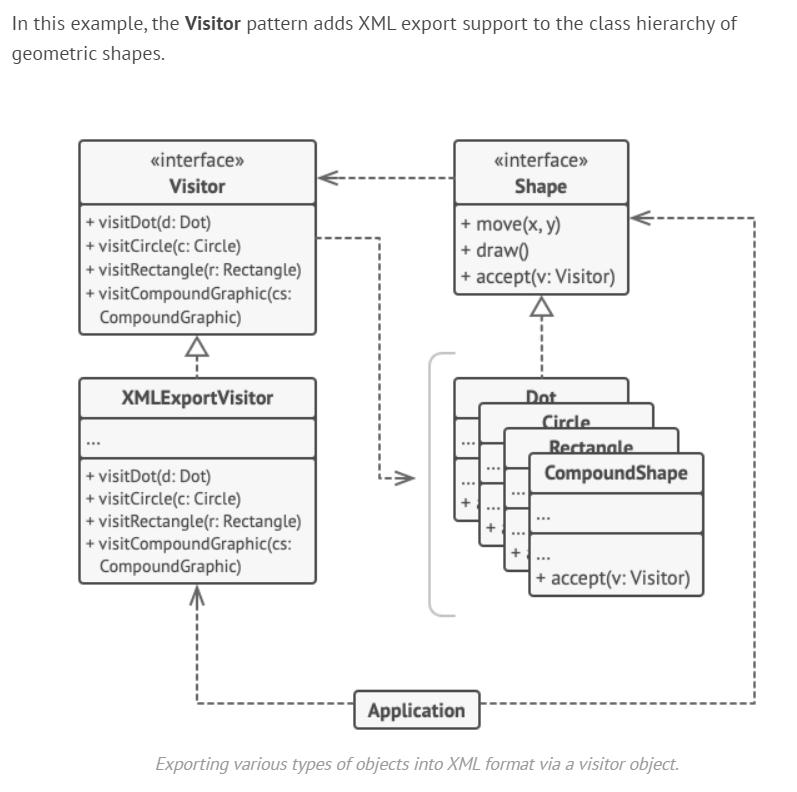 In this example, the Visitor pattern adds XML export support to the class hierarchy of
geometric shapes.
«interface»
Visitor
+ visitDot(d: Dot)
+ visitCircle(c: Circle)
+ visitRectangle(r: Rectangle)
+ visitCompoundGraphic(cs:
CompoundGraphic)
«interface»
Shape
+ move(x, y)
+ draw()
+ accept(v: Visitor)
XMLExportVisitor
...
+ visitDot(d: Dot)
+ visitCircle(c: Circle)
+ visitRectangle(r: Rectangle)
+ visitCompoundGraphic(cs:
CompoundGraphic)
Dot
...
...
+
Circle
...
...
+
Rectangle
...
...
+
CompoundShape
...
...
+ accept(v: Visitor)
Application
Exporting various types of objects into XML format via a visitor object.